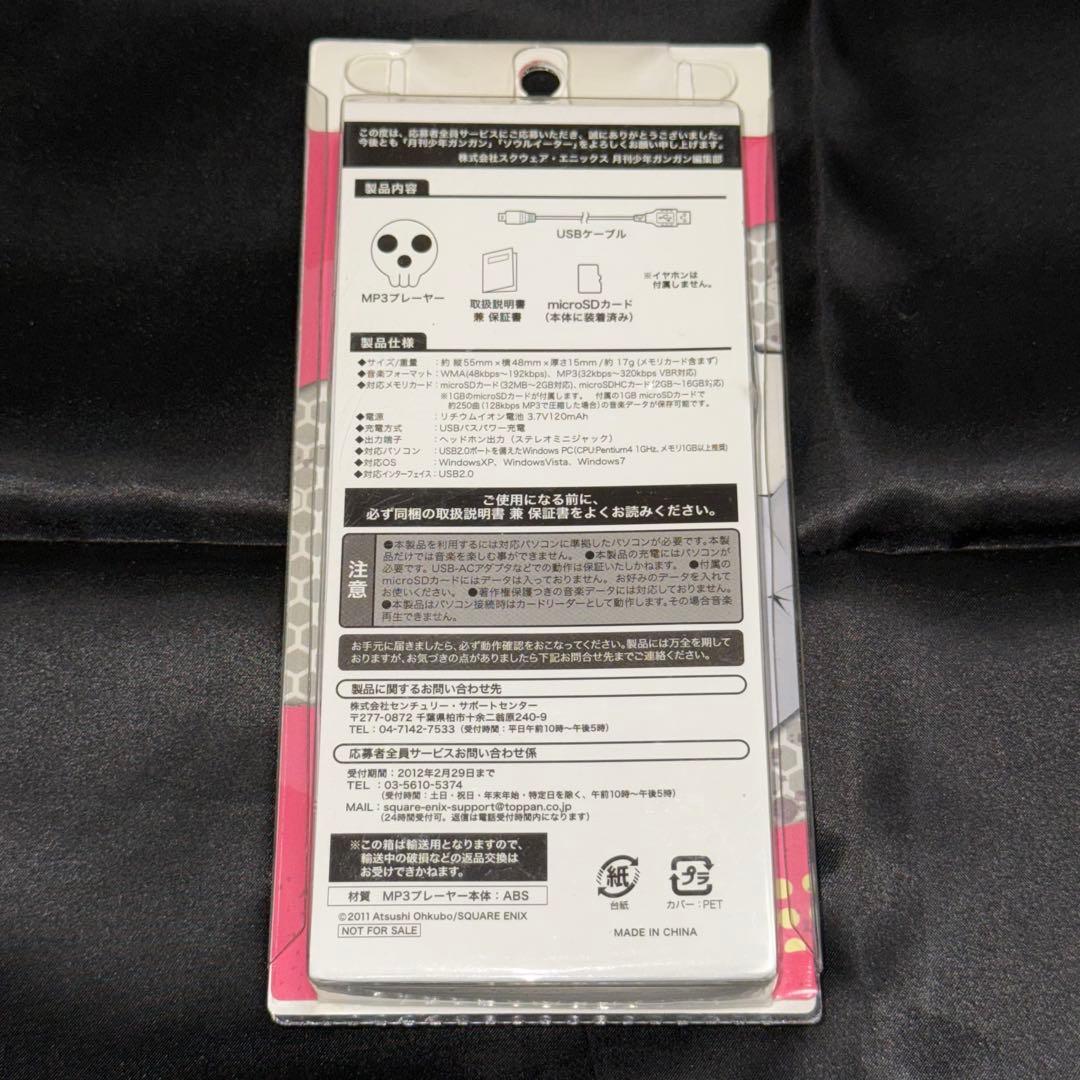 この度は、応募者全員サービスにご応募いただき、誠にありがとうございました。
今後とも「月刊少年ガンガン」「ソウルイーター」をよろしくお願い申し上げます。
株式会社スクウェア・エニックス 月刊少年ガンガン編集部
製品内容
USBケーブル
MP3プレーヤー
取扱説明書
兼 保証書
microSDカード
(本体に装着済み)
※イヤホンは
付属しません。
製品仕様
◆サイズ/重量 : 約 縦55mm×横48mm×厚さ15mm/約 17g (メモリカード含まず)
◆音楽フォーマット : WMA(48kbps〜192kbps)、MP3(32kbps〜320kbps VBR対応)
◆対応メモリカード : microSDカード(32MB〜2GB対応)、microSDHCカード(2GB〜16GB対応)
※1GBのmicroSDカードが付属します。 付属の1GB microSDカードで
約250曲(128kbps MP3で圧縮した場合)の音楽データが保存可能です。
◆電源 : リチウムイオン電池 3.7V120mAh
◆充電方式 : USBバスパワー充電
◆出力端子 : ヘッドホン出力 (ステレオミニジャック)
◆対応パソコン : USB2.0ポートを備えたWindows PC(CPU:Pentium4 1GHz, メモリ1GB以上推奨)
◆対応OS : WindowsXP、WindowsVista、Windows7
◆対応インターフェイス : USB2.0
ご使用になる前に、
必ず同梱の取扱説明書 兼 保証書をよくお読みください。
注意
●本製品を利用するには対応パソコンに準拠したパソコンが必要です。本製
品だけでは音楽を楽しむ事ができません。 ●本製品の充電にはパソコンが
必要です。USB-ACアダプタなどでの動作は保証いたしかねます。 ●付属の
microSDカードにはデータは入っておりません。お好みのデータを入れて
お使いください。 ●著作権保護つきの音楽データには対応しておりません。
●本製品はパソコン接続時はカードリーダーとして動作します。その場合音楽
再生できません。
お手元に届きましたら、必ず動作確認をおこなってください。製品には万全を期して
おりますが、お気づきの点がありましたら下記お問合せ先までご連絡ください。
製品に関するお問い合わせ先
株式会社センチュリー・サポートセンター
〒277-0872 千葉県柏市十余二翁原240-9
TEL : 04-7142-7533 (受付時間 : 平日午前10時〜午後5時)
応募者全員サービスお問い合わせ係
受付期間 : 2012年2月29日まで
TEL : 03-5610-5374
(受付時間 : 土日・祝日・年末年始・特定日を除く、午前10時〜午後5時)
MAIL : square-enix-support@toppan.co.jp
(24時間受付可。返信は電話受付時間内になります)
※この箱は輸送用となりますので、
輸送中の破損などの返品交換は
お受けできかねます。
材質 MP3プレーヤー本体 : ABS
©2011 Atsushi Ohkubo/SQUARE ENIX
NOT FOR SALE
紙
台紙
プラ
カバー : PET
MADE IN CHINA